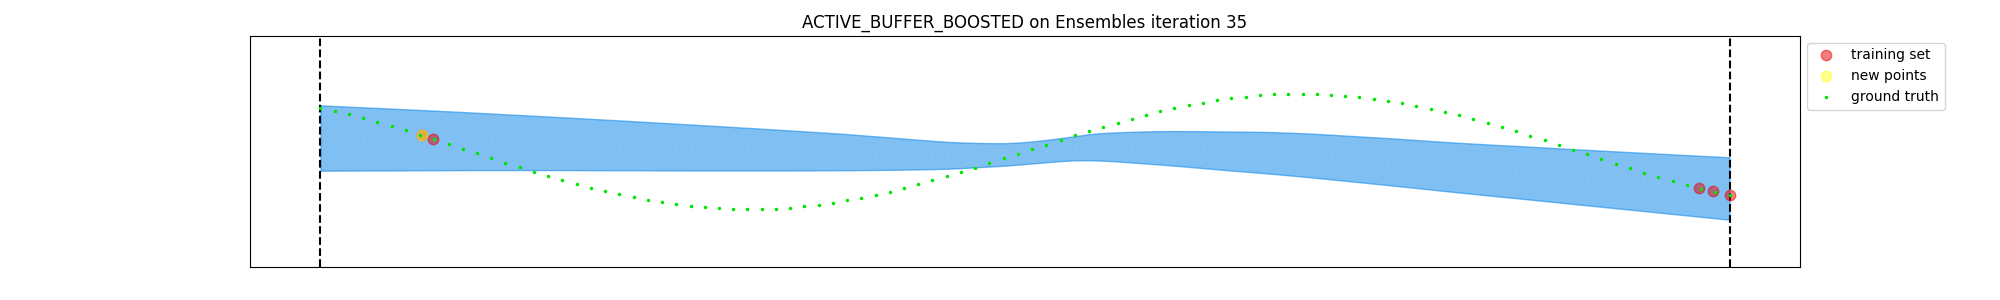 ACTIVE_BUFFER_BOOSTED on Ensembles iteration 35
training set
new points
ground truth